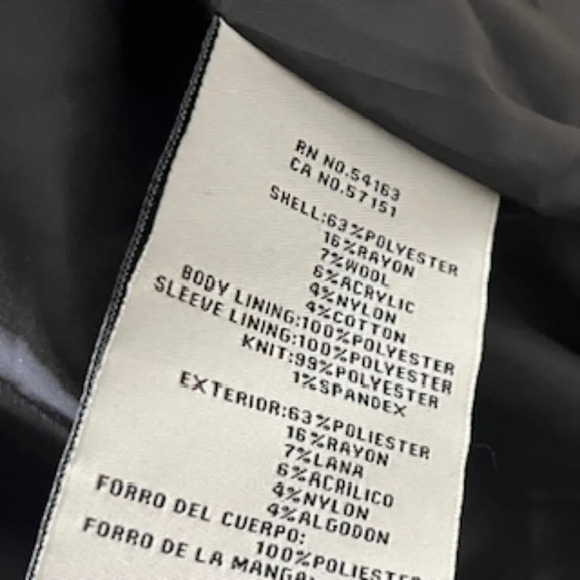 RN NO.54163
CA NO.57151
SHELL:63%POLYESTER
16%RAYON
7%WOOL
6%ACRYLIC
4%NYLON
4%COTTON
BODY LINING:100%POLYESTER
SLEEVE LINING:100%POLYESTER
KNIT:99%POLYESTER
1%SPANDEX
EXTERIOR:63%POLIESTER
16%RAYON
7%LANA
6%ACRILICO
4%NYLON
4%ALGODON
FORRO DEL CUERPO:
100%POLIESTER
FORRO DE LA MANGA: